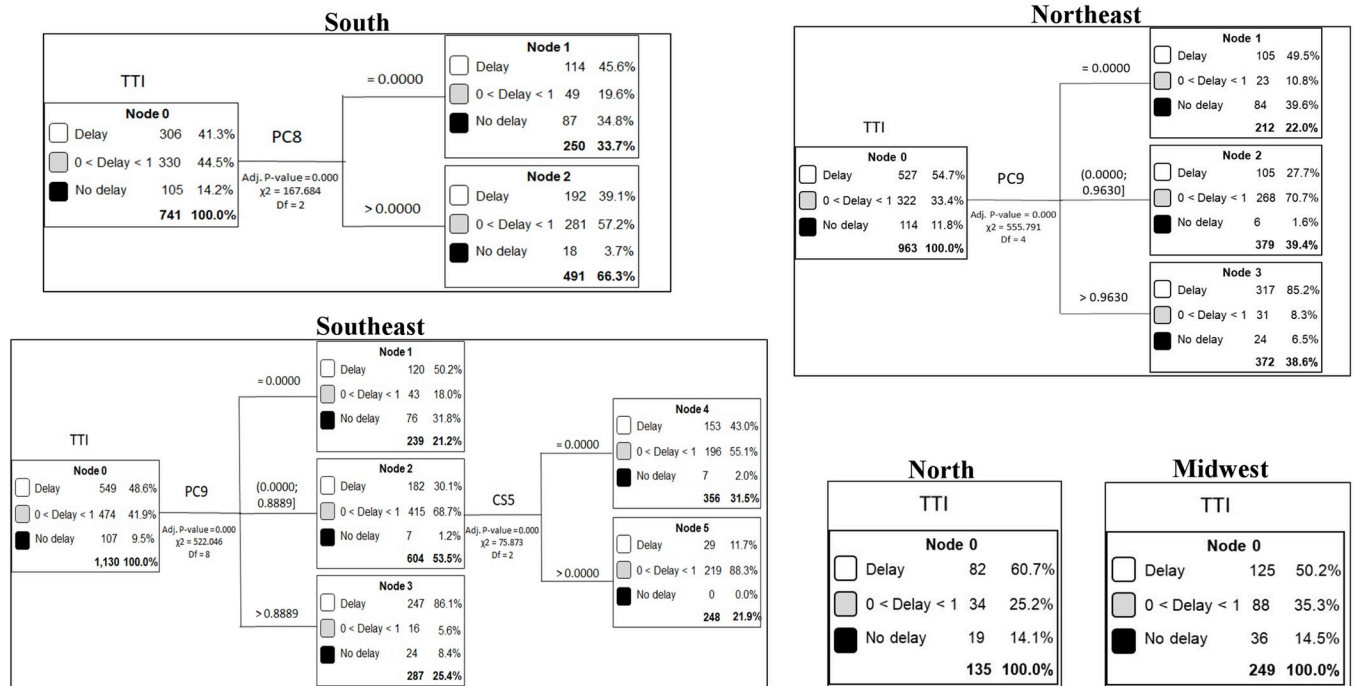 South
TTI
Node 0
Delay 306 41.3%
0 < Delay < 1 330 44.5%
No delay 105 14.2%
741 100.0%
PC8
Adj. P-value = 0.000
χ2 = 167.684
Df = 2
= 0.0000
> 0.0000
Node 1
Delay 114 45.6%
0 < Delay < 1 49 19.6%
No delay 87 34.8%
250 33.7%
Node 2
Delay 192 39.1%
0 < Delay < 1 281 57.2%
No delay 18 3.7%
491 66.3%
Northeast
TTI
Node 0
Delay 527 54.7%
0 < Delay < 1 322 33.4%
No delay 114 11.8%
963 100.0%
PC9
Adj. P-value = 0.000
χ2 = 555.791
Df = 4
= 0.0000
(0.0000;
0.9630]
> 0.9630
Node 1
Delay 105 49.5%
0 < Delay < 1 23 10.8%
No delay 84 39.6%
212 22.0%
Node 2
Delay 105 27.7%
0 < Delay < 1 268 70.7%
No delay 6 1.6%
379 39.4%
Node 3
Delay 317 85.2%
0 < Delay < 1 31 8.3%
No delay 24 6.5%
372 38.6%
Southeast
TTI
Node 0
Delay 549 48.6%
0 < Delay < 1 474 41.9%
No delay 107 9.5%
1,130 100.0%
PC9
Adj. P-value = 0.000
χ2 = 522.046
Df = 8
= 0.0000
(0.0000;
0.8889]
> 0.8889
Node 1
Delay 120 50.2%
0 < Delay < 1 43 18.0%
No delay 76 31.8%
239 21.2%
Node 2
Delay 182 30.1%
0 < Delay < 1 415 68.7%
No delay 7 1.2%
604 53.5%
Node 3
Delay 247 86.1%
0 < Delay < 1 16 5.6%
No delay 24 8.4%
287 25.4%
CS5
Adj. P-value = 0.000
χ2 = 75.873
Df = 2
= 0.0000
> 0.0000
Node 4
Delay 153 43.0%
0 < Delay < 1 196 55.1%
No delay 7 2.0%
356 31.5%
Node 5
Delay 29 11.7%
0 < Delay < 1 219 88.3%
No delay 0 0.0%
248 21.9%
North
TTI
Node 0
Delay 82 60.7%
0 < Delay < 1 34 25.2%
No delay 19 14.1%
135 100.0%
Midwest
TTI
Node 0
Delay 125 50.2%
0 < Delay < 1 88 35.3%
No delay 36 14.5%
249 100.0%